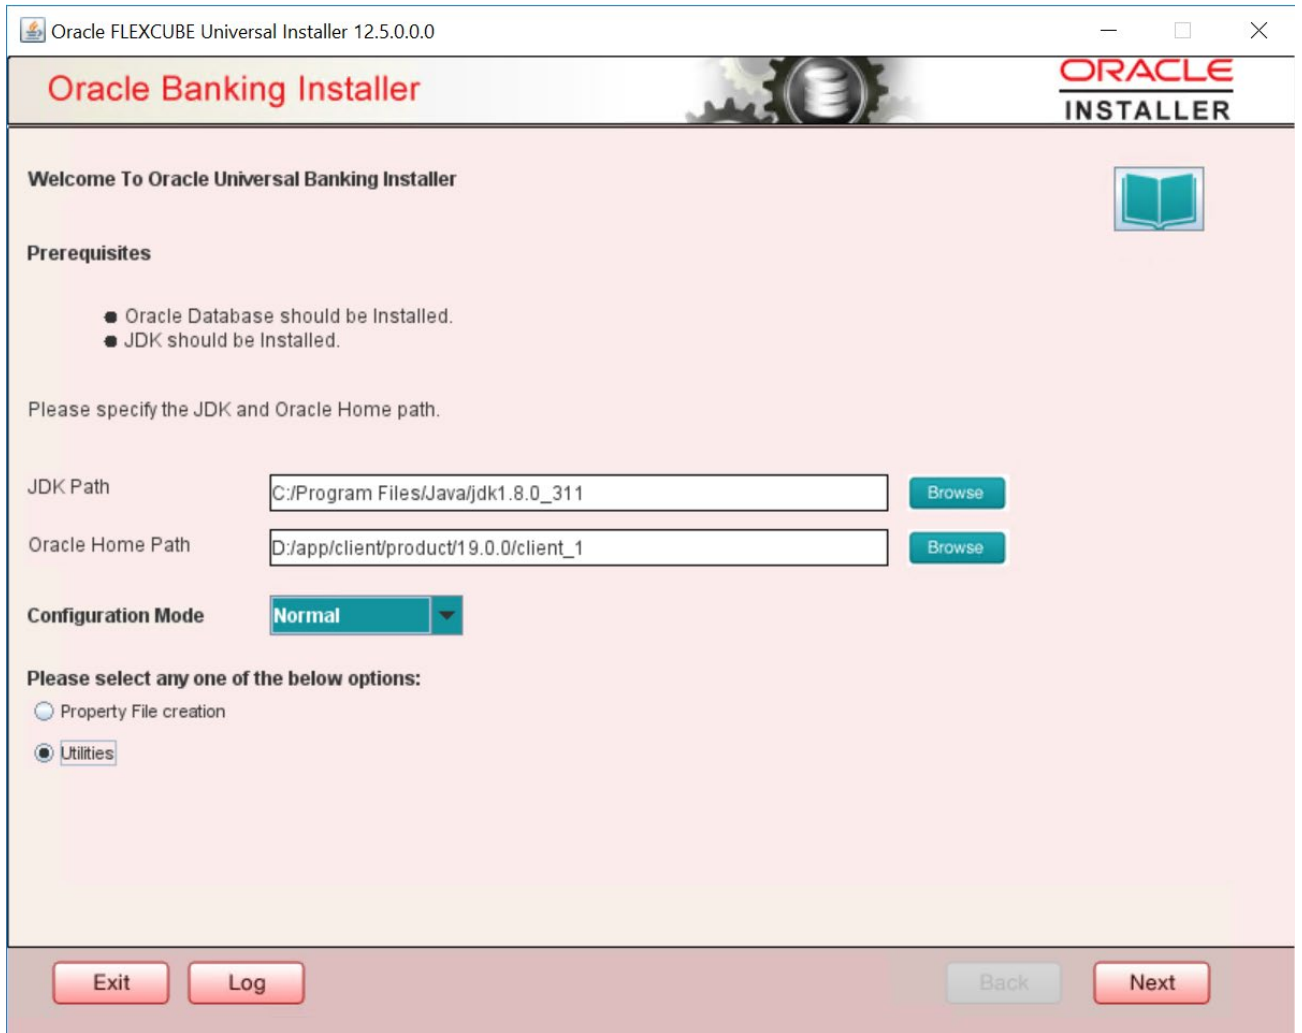 Oracle FLEXCUBE Universal Installer 12.5.0.0.0
Oracle Banking Installer
ORACLE
INSTALLER
Welcome To Oracle Universal Banking Installer
Prerequisites
Oracle Database should be Installed.
JDK should be Installed.
Please specify the JDK and Oracle Home path.
JDK Path C:/Program Files/Java/jdk1.8.0_311 Browse
Oracle Home Path D:/app/client/product/19.0.0/client_1 Browse
Configuration Mode Normal
Please select any one of the below options:
Property File creation
Utilities
Exit Log Back Next